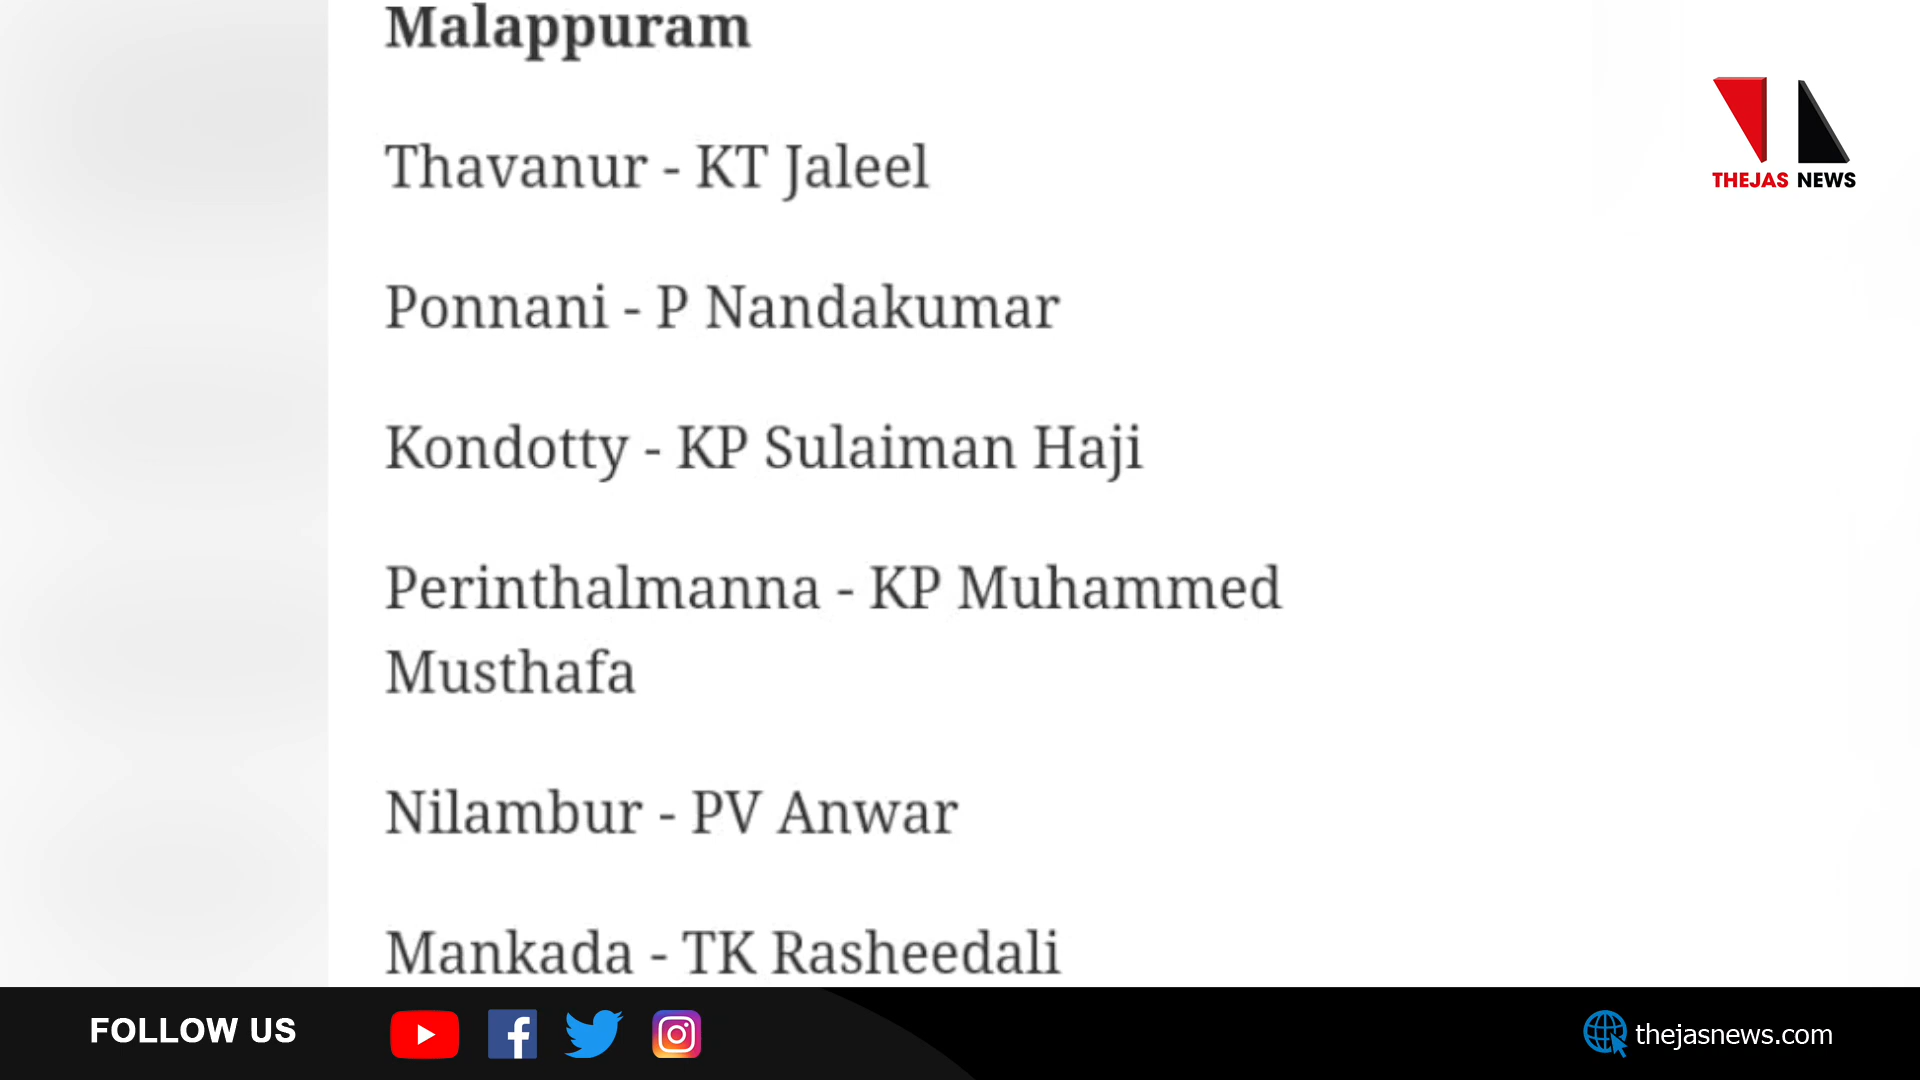 Malappuram
Thavanur - KT Jaleel
Ponnani - P Nandakumar
Kondotty - KP Sulaiman Haji
Perinthalmanna - KP Muhammed
Musthafa
Nilambur - PV Anwar
Mankada - TK Rasheedali
THEJAS NEWS
FOLLOW US
thejasnews.com